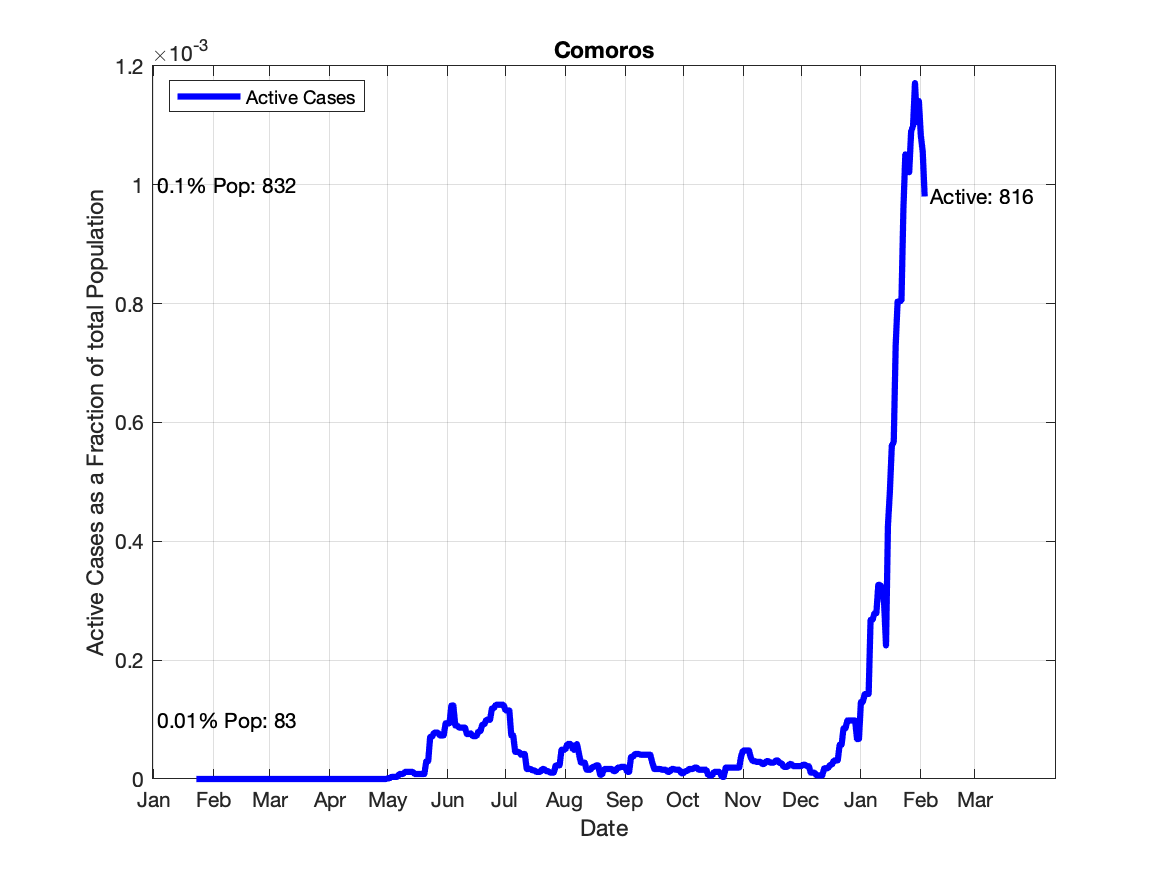 Comoros
×10-3
1.2
1
0.8
0.6
0.4
0.2
0
Active Cases
0.1% Pop: 832
Active: 816
0.01% Pop: 83
Active Cases as a Fraction of total Population
Jan Feb Mar Apr May Jun Jul Aug Sep Oct Nov Dec Jan Feb Mar
Date